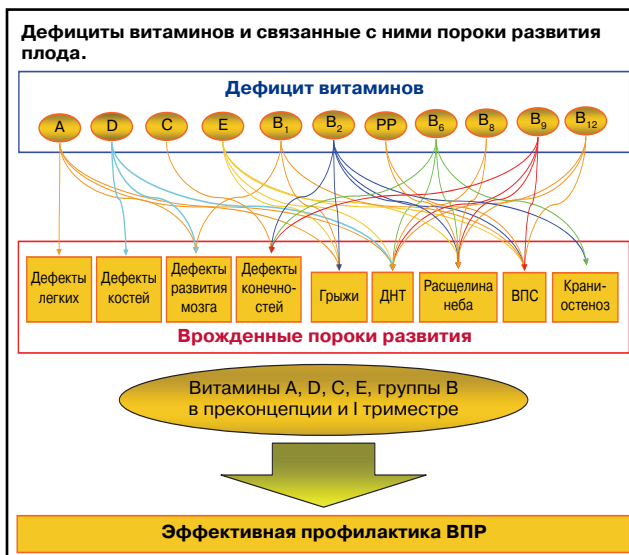 Дефициты витаминов и связанные с ними пороки развития
плода.
Дефицит витаминов
A D C E B₁ B₂ PP B₆ B₈ B₉ B₁₂
Дефекты
легких
Дефекты
костей
Дефекты
развития
мозга
Дефекты
конечно-
стей
Грыжи
ДНТ
Расщелина
неба
ВПС
Крани-
остеноз
Врожденные пороки развития
Витамины A, D, C, E, группы B
в преконцепции и I триместре
Эффективная профилактика ВПР